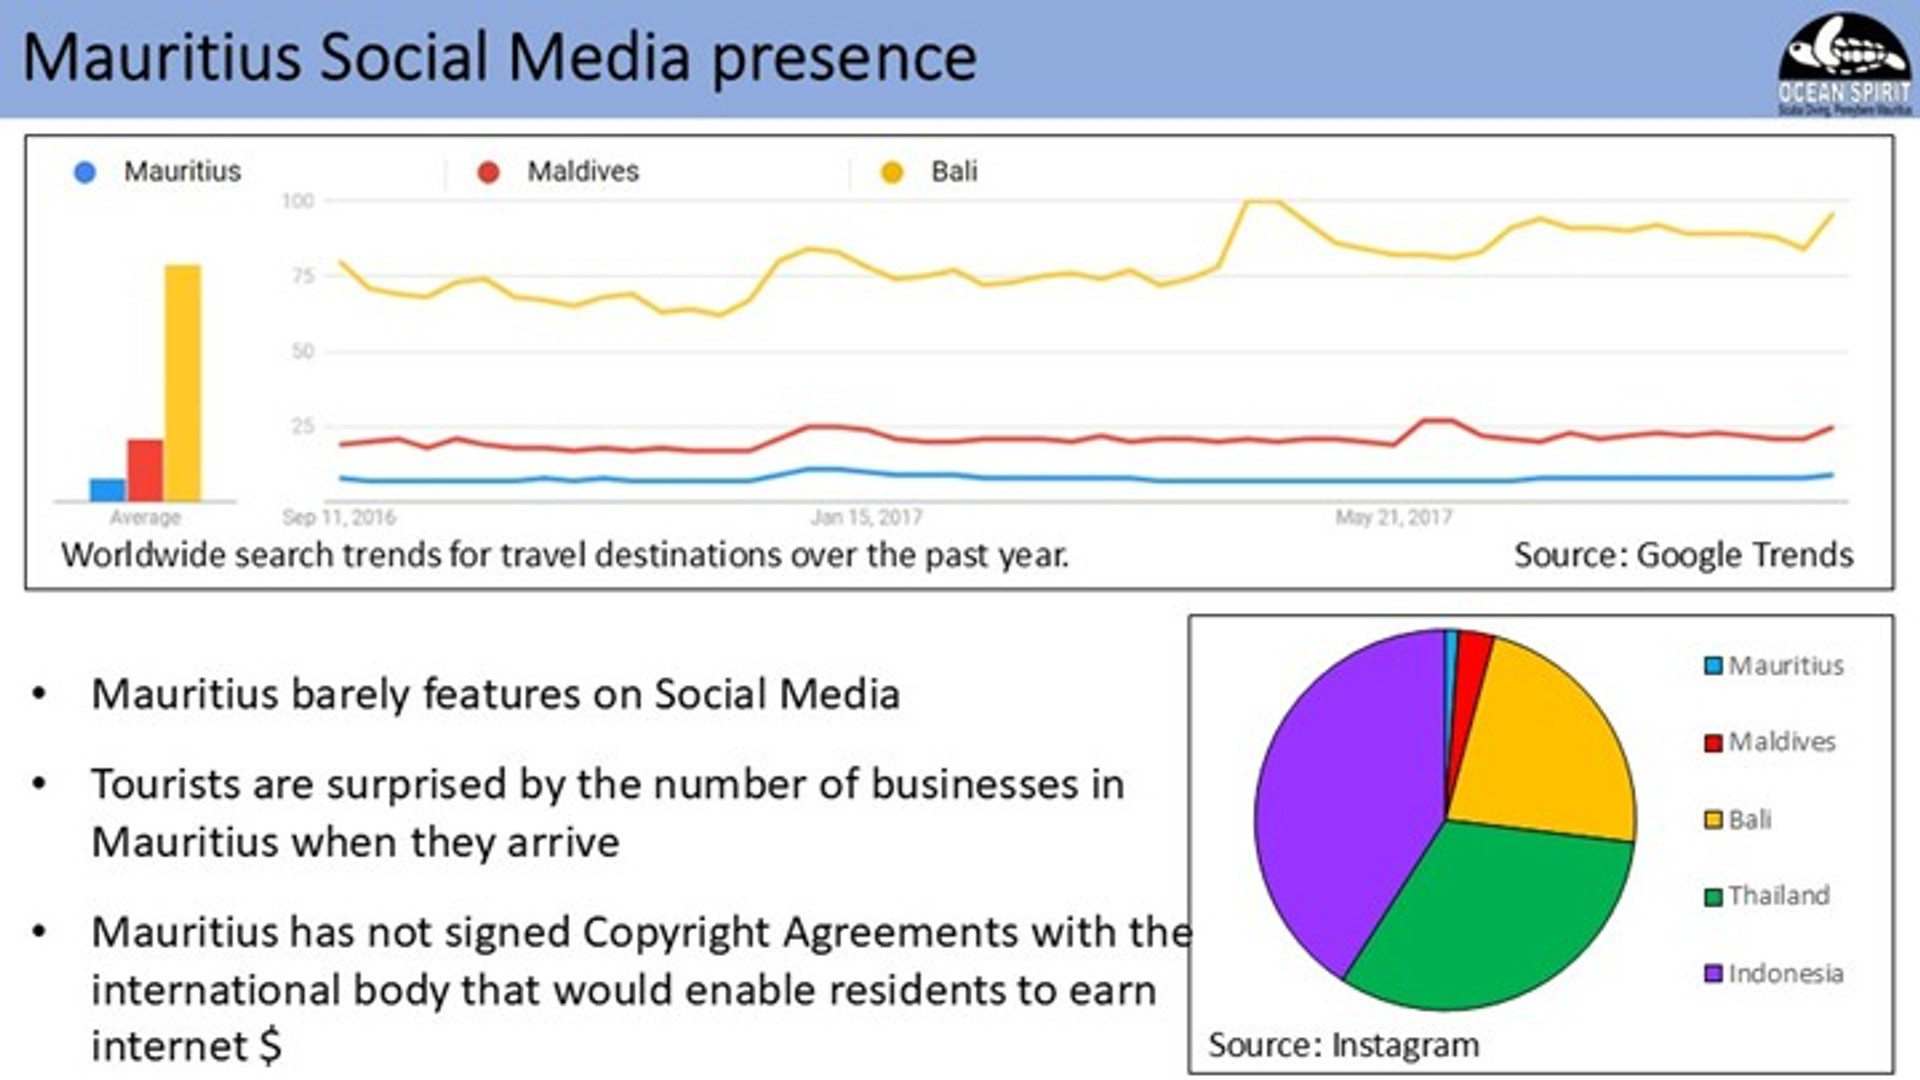 Mauritius Social Media presence
OCEAN SPIRIT
Scuba Diving, Pereybere Mauritius
Mauritius
Maldives
Bali
100
75
50
25
Average
Sep 11, 2016
Jan 15, 2017
May 21, 2017
Worldwide search trends for travel destinations over the past year.
Source: Google Trends
• Mauritius barely features on Social Media
• Tourists are surprised by the number of businesses in
Mauritius when they arrive
• Mauritius has not signed Copyright Agreements with the
international body that would enable residents to earn
internet $
Mauritius
Maldives
Bali
Thailand
Indonesia
Source: Instagram